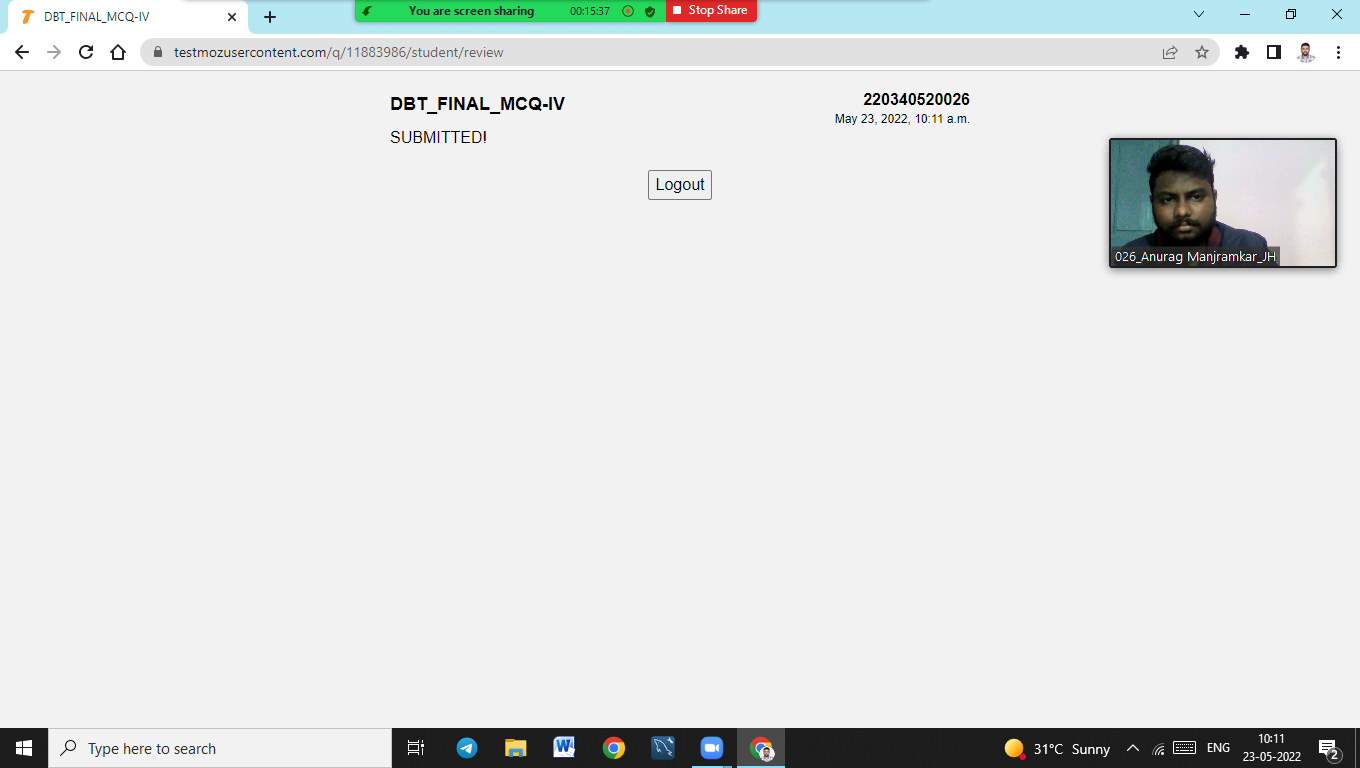 DBT_FINAL_MCQ-IV
You are screen sharing 00:15:37 Stop Share
testmozusercontent.com/q/11883986/student/review
DBT_FINAL_MCQ-IV
220340520026
May 23, 2022, 10:11 a.m.
SUBMITTED!
Logout
026_Anurag Manjramkar_JH
Type here to search
31°C Sunny
ENG
10:11
23-05-2022
2